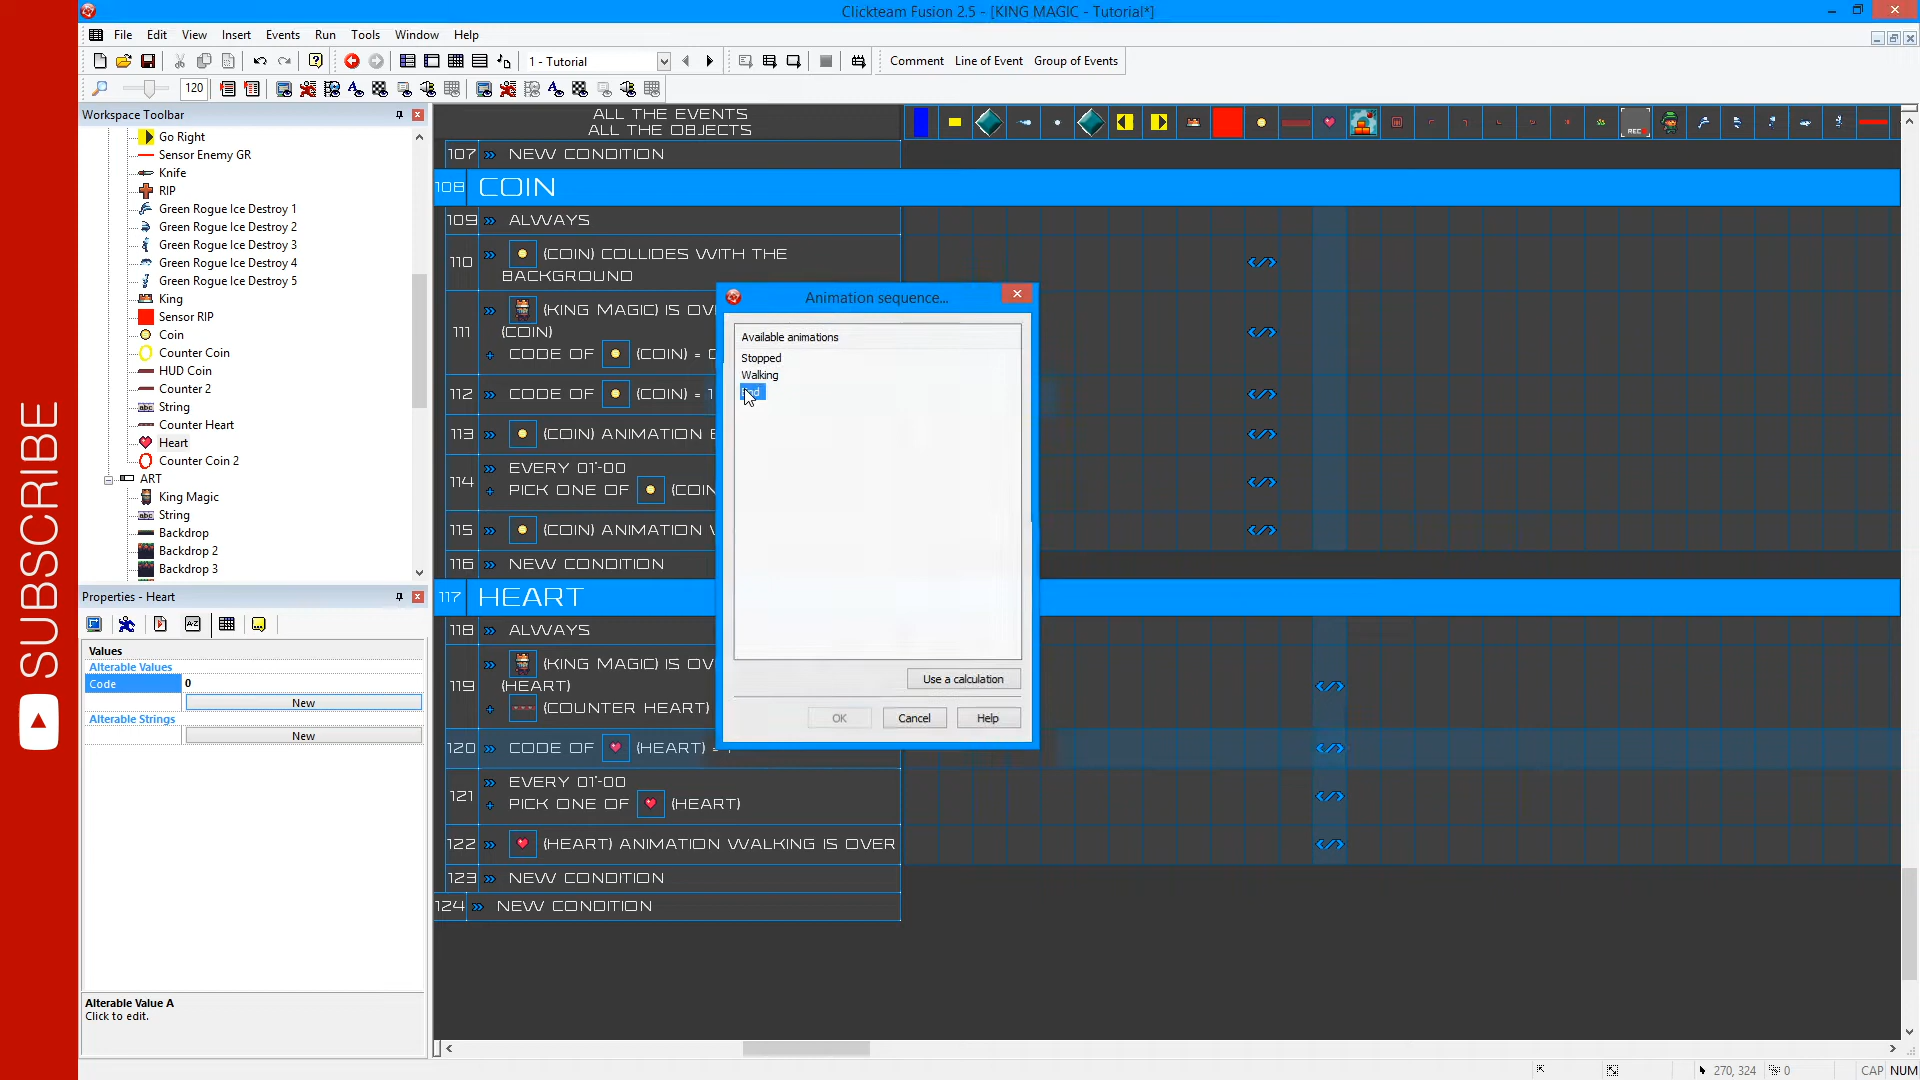 Clickteam Fusion 2.5 - [KING MAGIC - Tutorial*]
File Edit View Insert Events Run Tools Window Help
1 - Tutorial
Comment Line of Event Group of Events
120
Workspace Toolbar
Go Right
Sensor Enemy GR
Knife
RIP
Green Rogue Ice Destroy 1
Green Rogue Ice Destroy 2
Green Rogue Ice Destroy 3
Green Rogue Ice Destroy 4
Green Rogue Ice Destroy 5
King
Sensor RIP
Coin
Counter Coin
HUD Coin
Counter 2
String
Counter Heart
Heart
Counter Coin 2
ART
King Magic
String
Backdrop
Backdrop 2
Backdrop 3
Properties - Heart
Values
Alterable Values
Code 0
New
Alterable Strings
New
Alterable Value A
Click to edit.
SUBSCRIBE
ALL THE EVENTS
ALL THE OBJECTS
REC
107 NEW CONDITION
108 COIN
109 ALWAYS
110 (COIN) COLLIDES WITH THE
BACKGROUND
111 (KING MAGIC) IS OV
(COIN)
+ CODE OF (COIN) =
112 CODE OF (COIN) = 1
113 (COIN) ANIMATION
114 EVERY 01"-00
+ PICK ONE OF (COIN
115 (COIN) ANIMATION
116 NEW CONDITION
117 HEART
118 ALWAYS
119 (KING MAGIC) IS OV
(HEART)
+ (COUNTER HEART)
120 CODE OF (HEART) =
121 EVERY 01"-00
+ PICK ONE OF (HEART)
122 (HEART) ANIMATION WALKING IS OVER
123 NEW CONDITION
124 NEW CONDITION
Animation sequence...
Available animations
Stopped
Walking
Use a calculation
OK Cancel Help
270, 324 0 CAP NUM